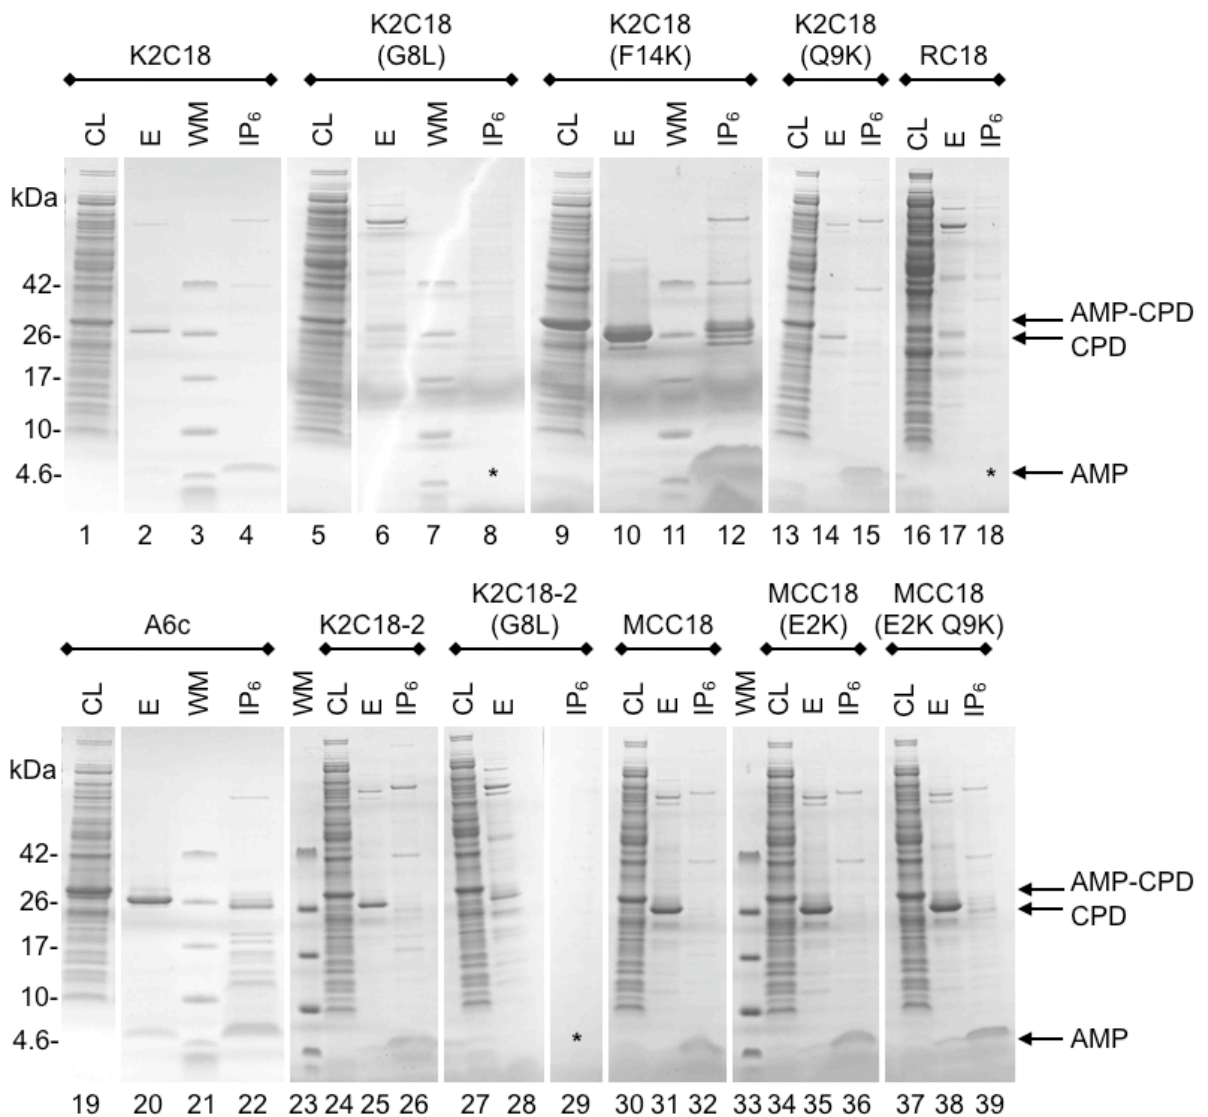 K2C18
K2C18
(G8L)
K2C18
(F14K)
K2C18
(Q9K)
RC18
CL E WM IP6 CL E WM IP6 CL E WM IP6 CL E IP6 CL E IP6
kDa
42-
26-
17-
10-
4.6-
AMP-CPD
CPD
AMP
* *
1 2 3 4 5 6 7 8 9 10 11 12 13 14 15 16 17 18
A6c
K2C18-2
K2C18-2
(G8L)
MCC18
MCC18
(E2K)
MCC18
(E2K Q9K)
CL E WM IP6 WM CL E IP6 CL E IP6 CL E IP6 WM CL E IP6 CL E IP6
kDa
42-
26-
17-
10-
4.6-
AMP-CPD
CPD
AMP
*
19 20 21 22 23 24 25 26 27 28 29 30 31 32 33 34 35 36 37 38 39